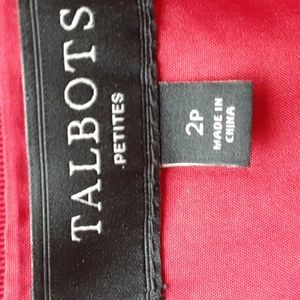 TALBOTS
PETITES
2P
MADE IN
CHINA